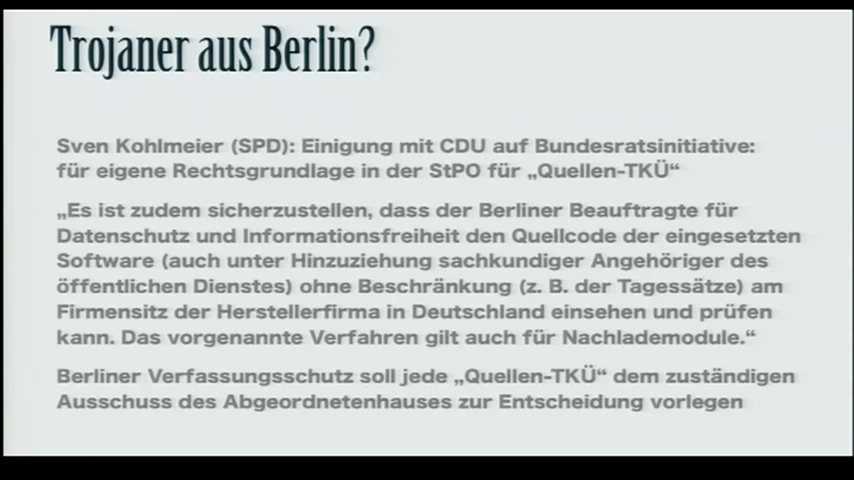 Trojaner aus Berlin?
Sven Kohlmeier (SPD): Einigung mit CDU auf Bundesratsinitiative:
für eigene Rechtsgrundlage in der StPO für „Quellen-TKÜ“
„Es ist zudem sicherzustellen, dass der Berliner Beauftragte für
Datenschutz und Informationsfreiheit den Quellcode der eingesetzten
Software (auch unter Hinzuziehung sachkundiger Angehöriger des
öffentlichen Dienstes) ohne Beschränkung (z. B. der Tagessätze) am
Firmensitz der Herstellerfirma in Deutschland einsehen und prüfen
kann. Das vorgenannte Verfahren gilt auch für Nachlademodule.“
Berliner Verfassungsschutz soll jede „Quellen-TKÜ“ dem zuständigen
Ausschuss des Abgeordnetenhauses zur Entscheidung vorlegen